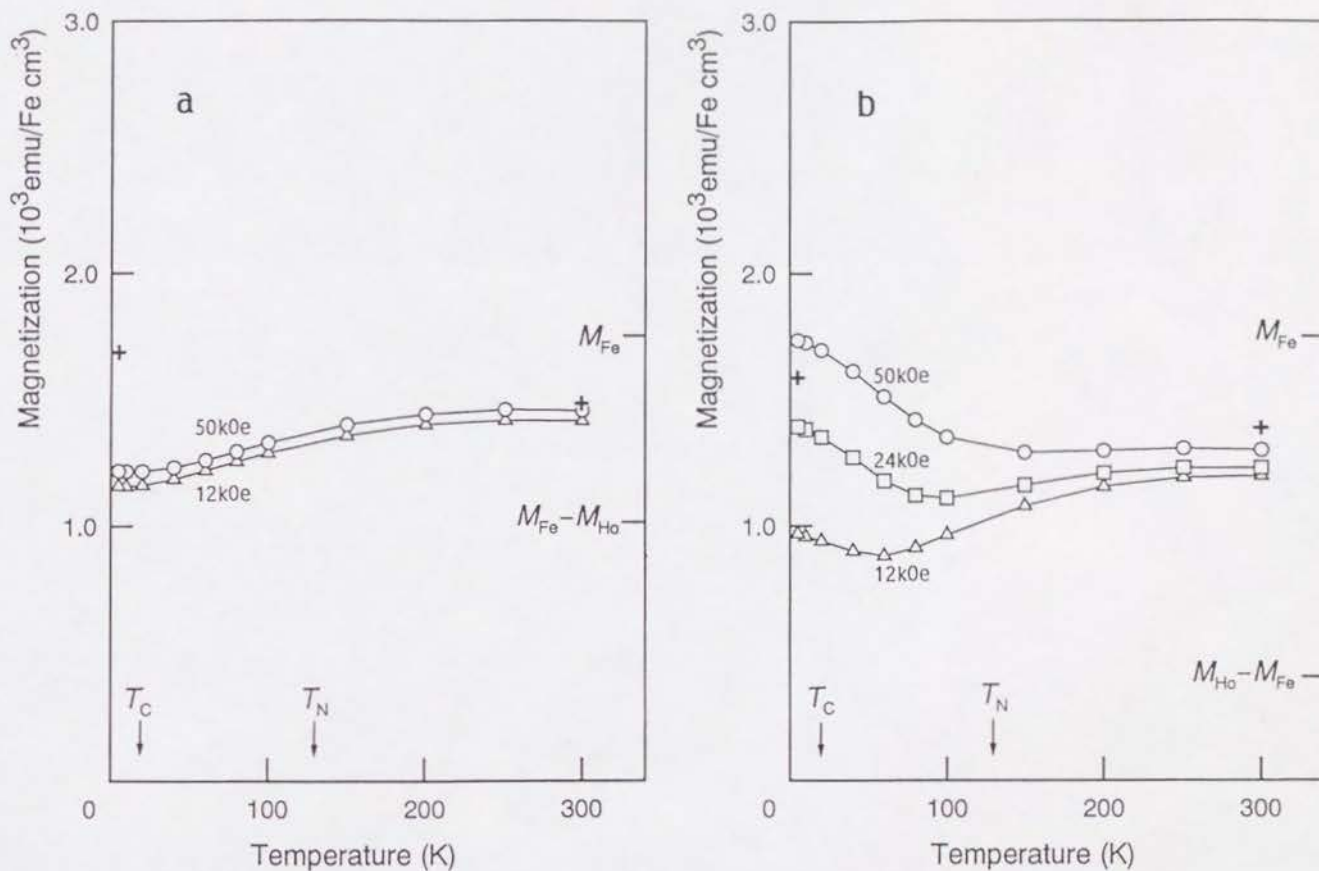 Magnetization (10³emu/Fe cm³)
3.0
2.0
1.0
0
100
200
300
Temperature (K)
a
50kOe
12kOe
M_Fe
M_Fe–M_Ho
T_C
T_N
Magnetization (10³emu/Fe cm³)
3.0
2.0
1.0
0
100
200
300
Temperature (K)
b
50kOe
24kOe
12kOe
M_Fe
M_Ho–M_Fe
T_C
T_N